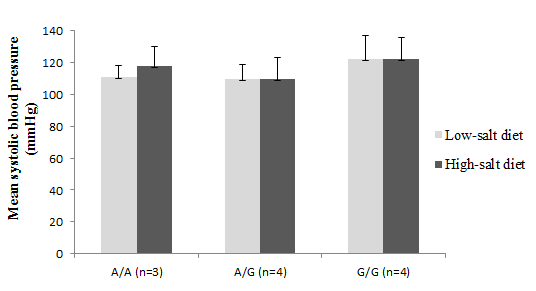 Mean systolic blood pressure
(mmHg)
140
120
100
80
60
40
20
0
A/A (n=3)
A/G (n=4)
G/G (n=4)
Low-salt diet
High-salt diet